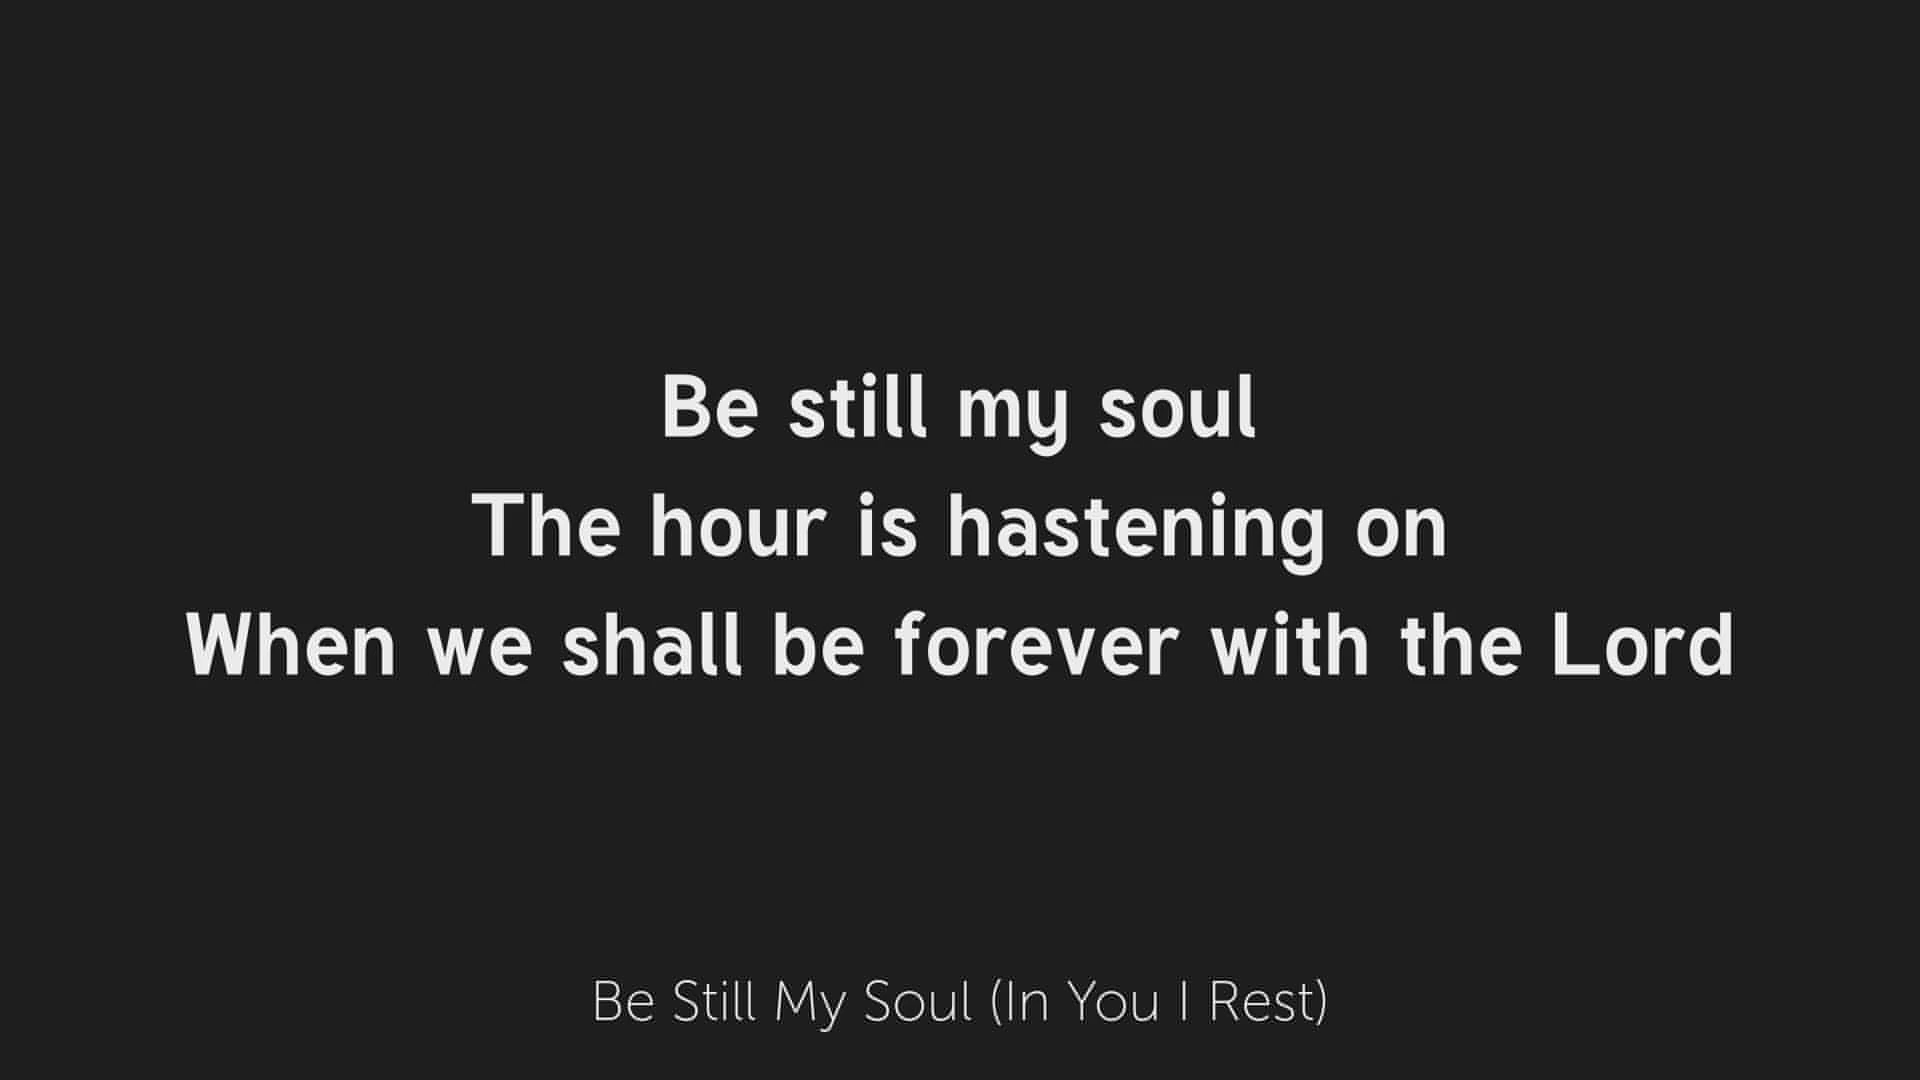 Be still my soul
The hour is hastening on
When we shall be forever with the Lord
Be Still My Soul (In You I Rest)